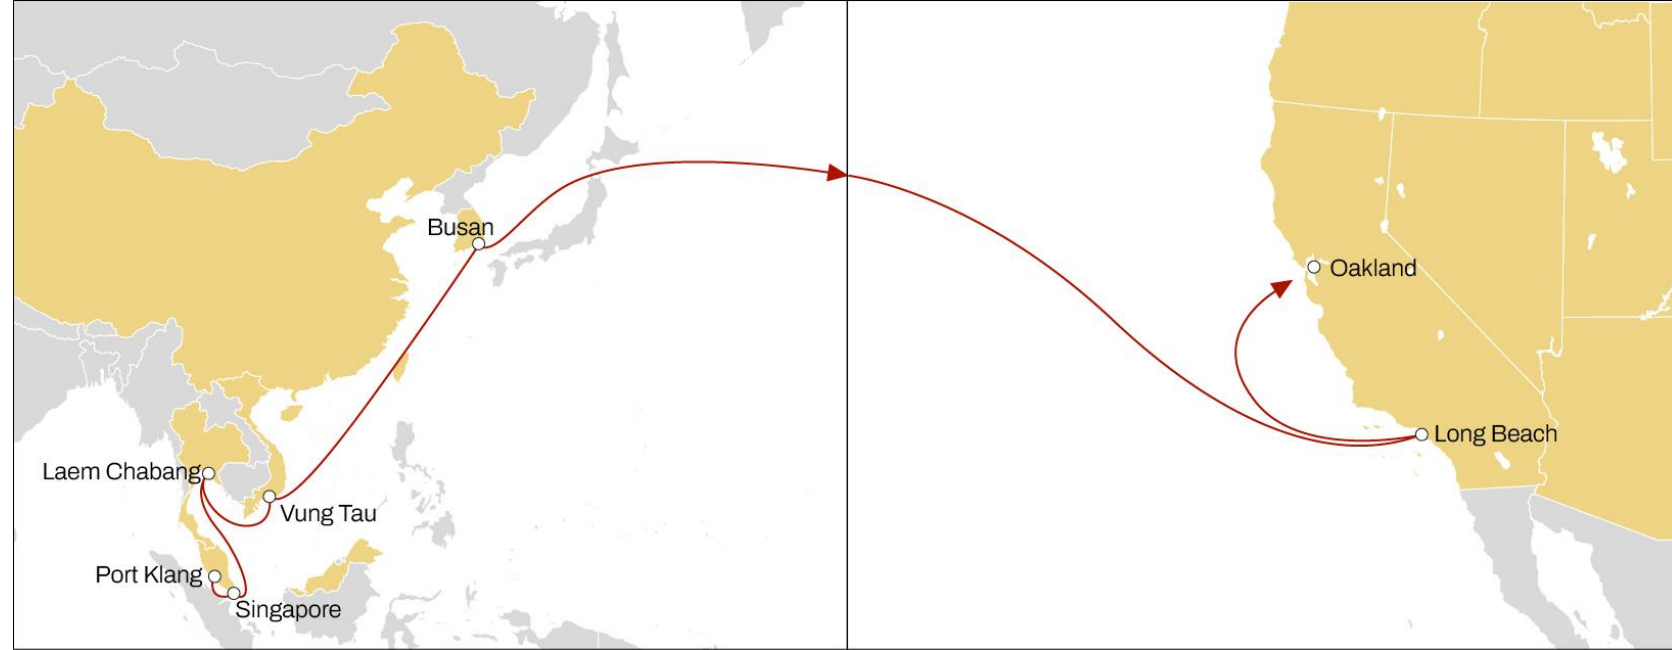 Busan
Oakland
Long Beach
Laem Chabang
Vung Tau
Port Klang
Singapore